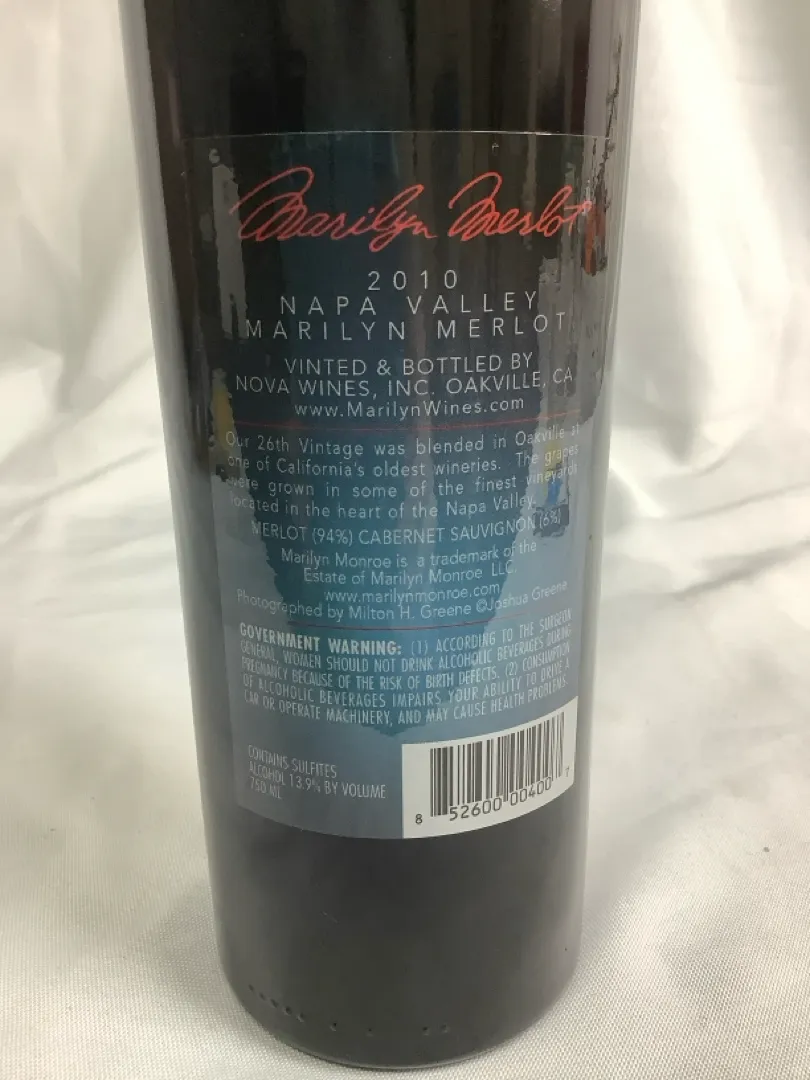 Marilyn Merlot
2010
NAPA VALLEY
MARILYN MERLOT
VINTED & BOTTLED BY
NOVA WINES, INC. OAKVILLE, CA
www.MarilynWines.com
Our 26th Vintage was blended in Oakville at
one of California's oldest wineries. The grapes
were grown in some of the finest vineyards
located in the heart of the Napa Valley.
MERLOT (94%) CABERNET SAUVIGNON (6%)
Marilyn Monroe is a trademark of the
Estate of Marilyn Monroe LLC.
www.marilynmonroe.com
Photographed by Milton H. Greene ©Joshua Greene
GOVERNMENT WARNING: (1) ACCORDING TO THE SURGEON
GENERAL, WOMEN SHOULD NOT DRINK ALCOHOLIC BEVERAGES DURING
PREGNANCY BECAUSE OF THE RISK OF BIRTH DEFECTS. (2) CONSUMPTION
OF ALCOHOLIC BEVERAGES IMPAIRS YOUR ABILITY TO DRIVE A
CAR OR OPERATE MACHINERY, AND MAY CAUSE HEALTH PROBLEMS.
CONTAINS SULFITES
ALCOHOL 13.9% BY VOLUME
750 ML
8 52600 00400 7